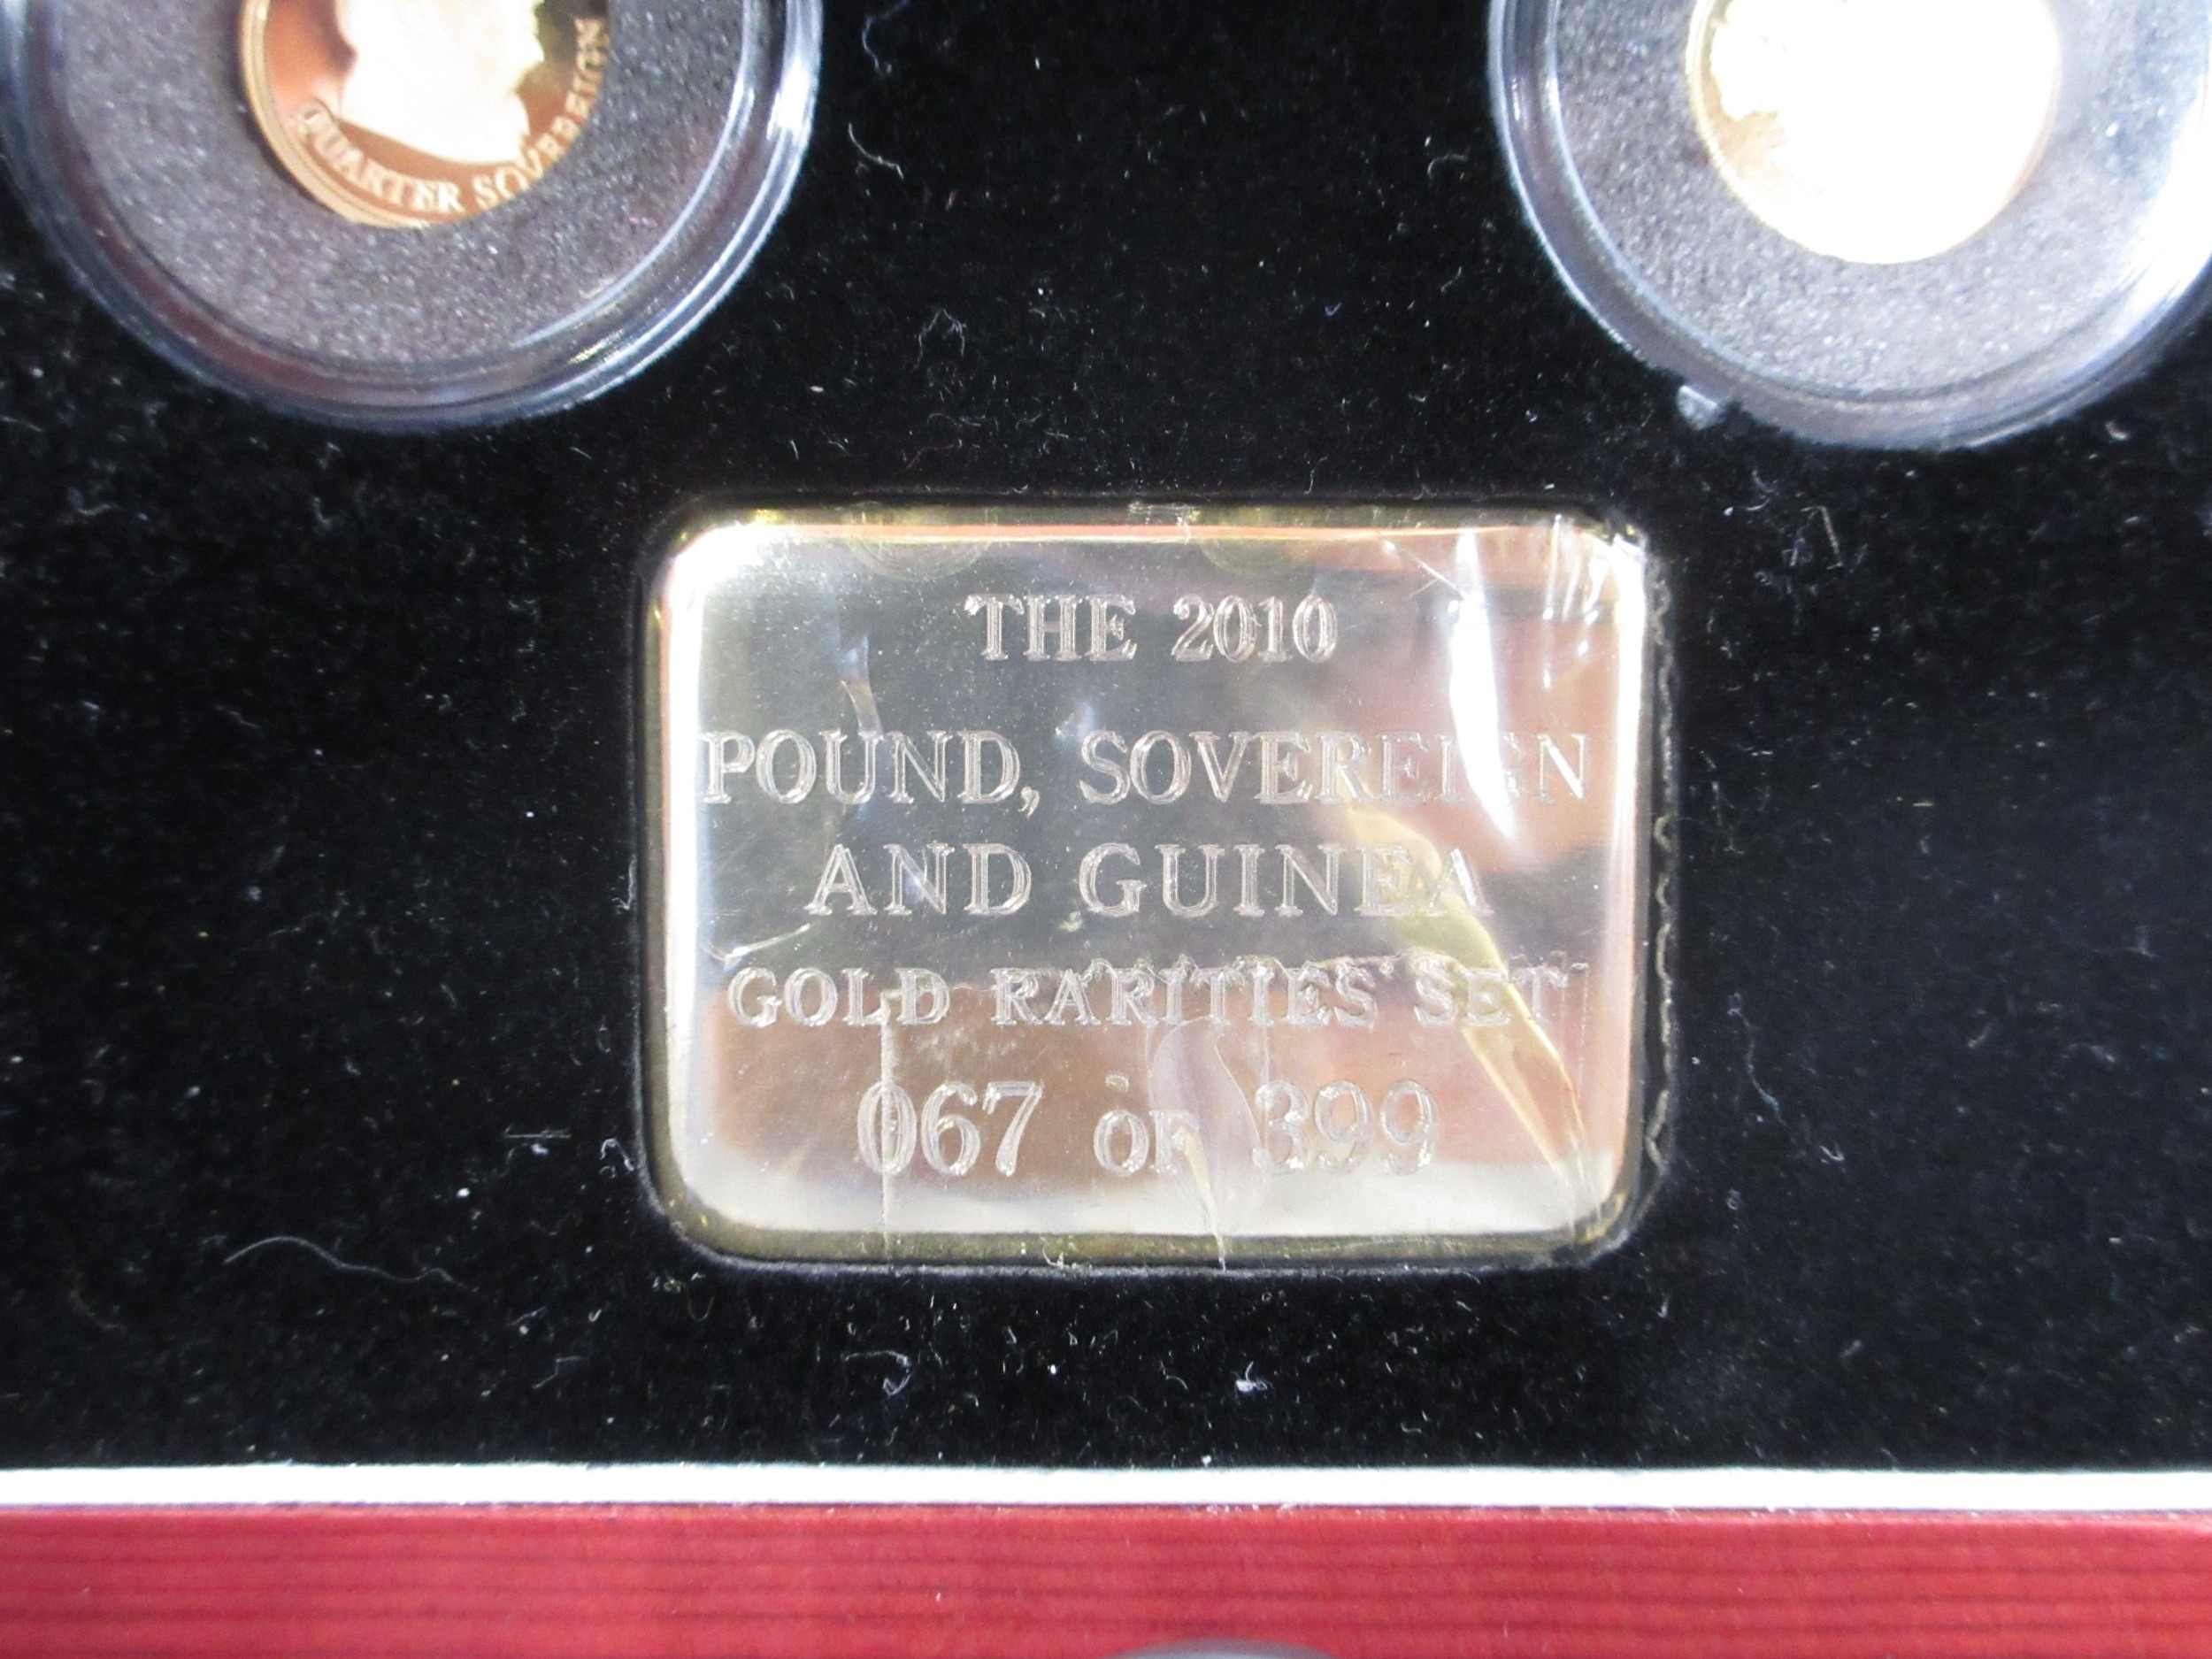 QUARTER SOVEREIGN
THE 2010
POUND, SOVEREIGN
AND GUINEA
GOLD RARITIES SET
067 OF 399